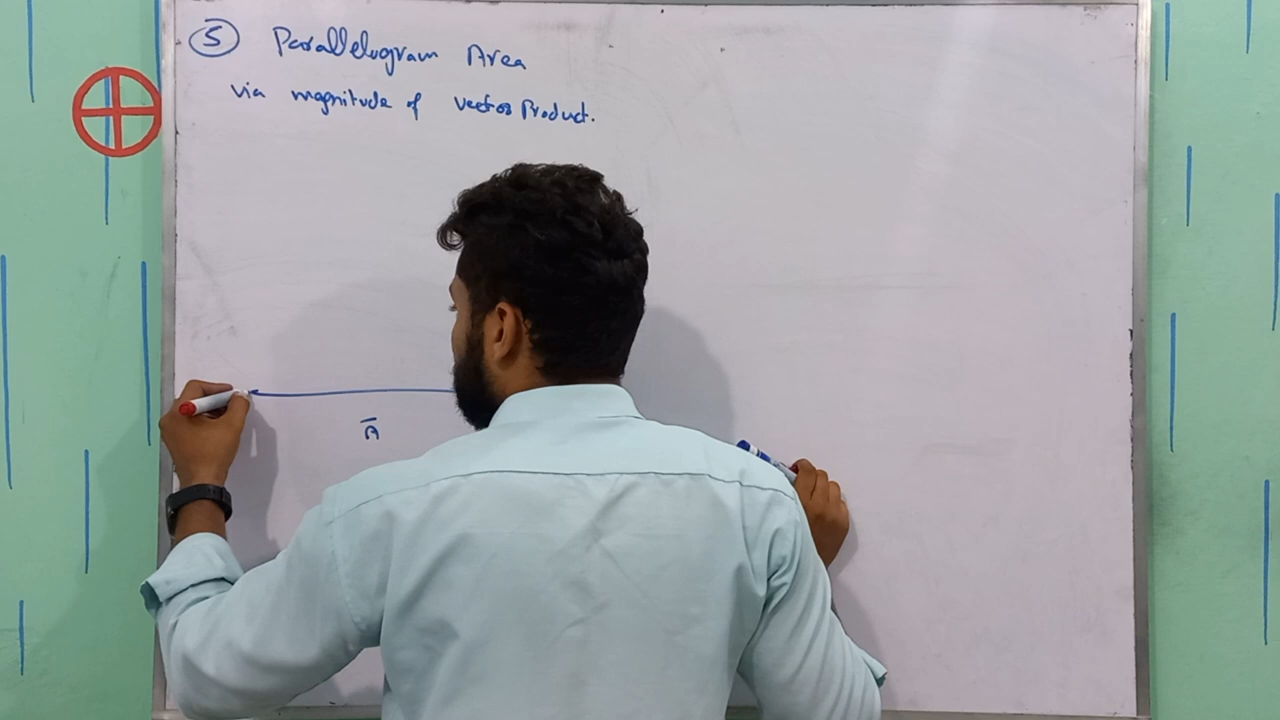 ⑤ Parallelogram Area
via magnitude of vector Product.
A̅